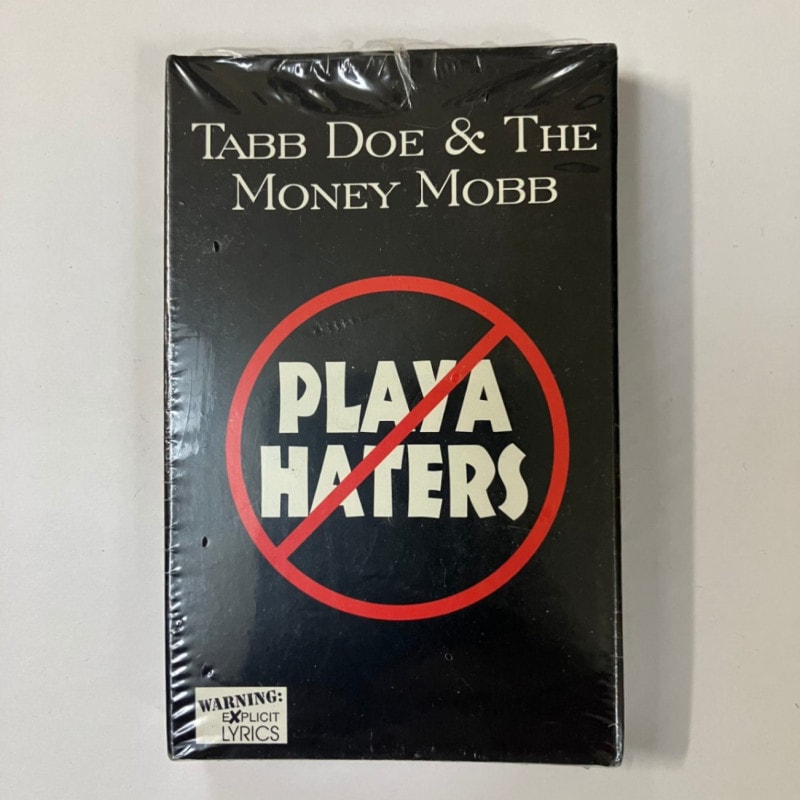 TABB DOE & THE
MONEY MOBB
PLAYA
HATERS
WARNING:
EXPLICIT
LYRICS